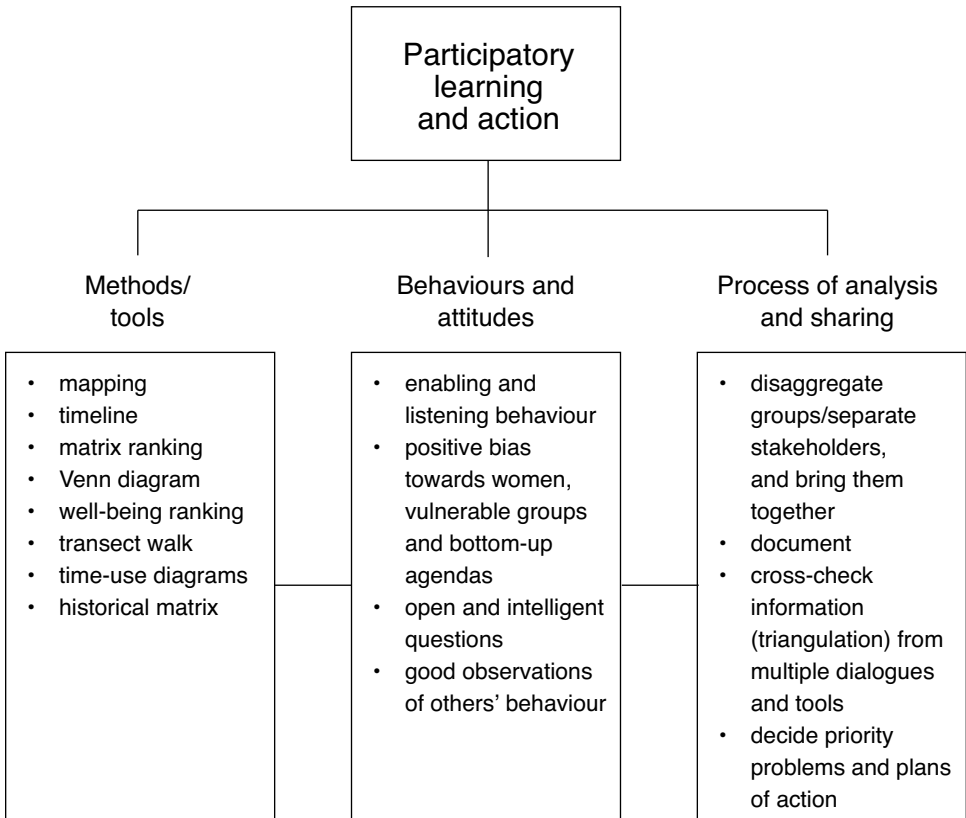 Participatory
learning
and action
Methods/
tools
• mapping
• timeline
• matrix ranking
• Venn diagram
• well-being ranking
• transect walk
• time-use diagrams
• historical matrix
Behaviours and
attitudes
• enabling and
listening behaviour
• positive bias
towards women,
vulnerable groups
and bottom-up
agendas
• open and intelligent
questions
• good observations
of others’ behaviour
Process of analysis
and sharing
• disaggregate
groups/separate
stakeholders,
and bring them
together
• document
• cross-check
information
(triangulation) from
multiple dialogues
and tools
• decide priority
problems and plans
of action